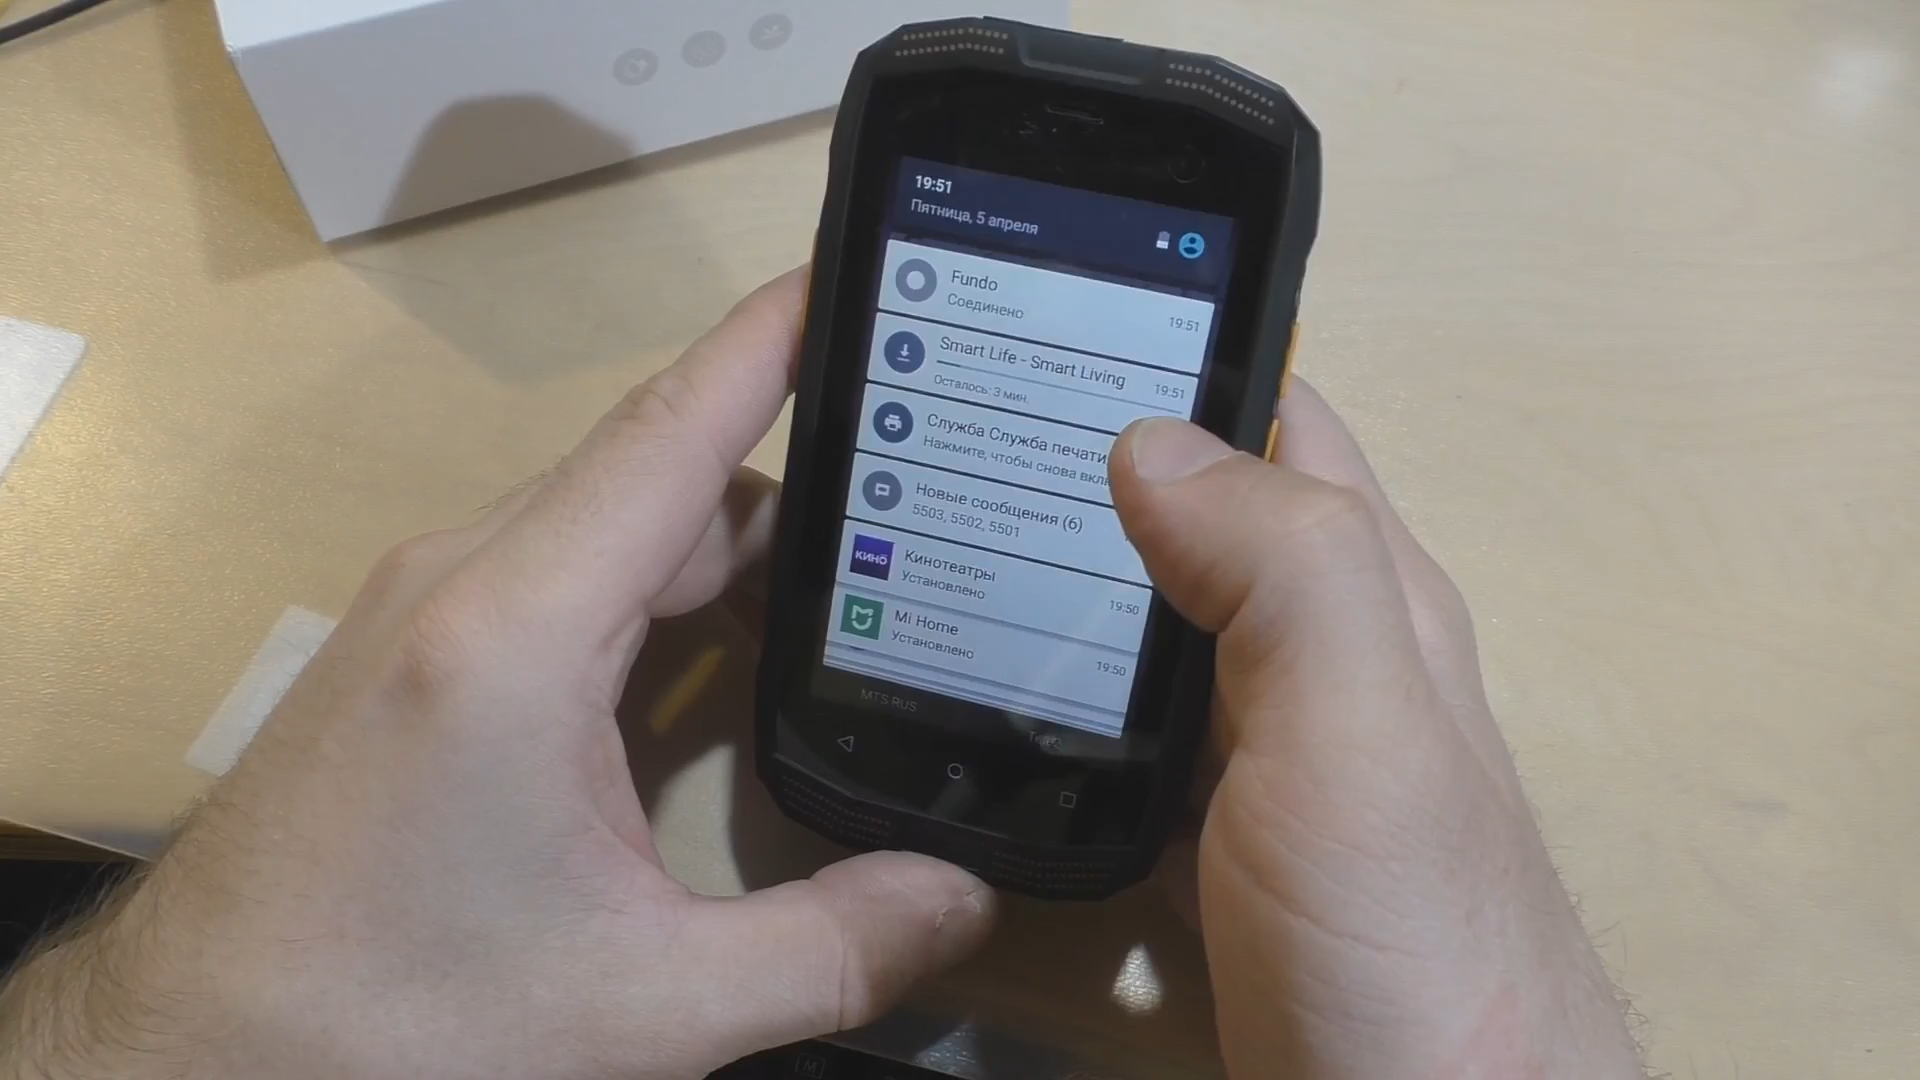 19:51
Пятница, 5 апреля
Fundo
Соединено
19:51
Smart Life - Smart Living
19:51
Осталось: 3 мин.
Служба Служба печати
Нажмите, чтобы снова вкл
Новые сообщения (6)
5503, 5502, 5501
КИНО
Кинотеатры
Установлено
19:50
Mi Home
Установлено
19:50
MTS RUS
M